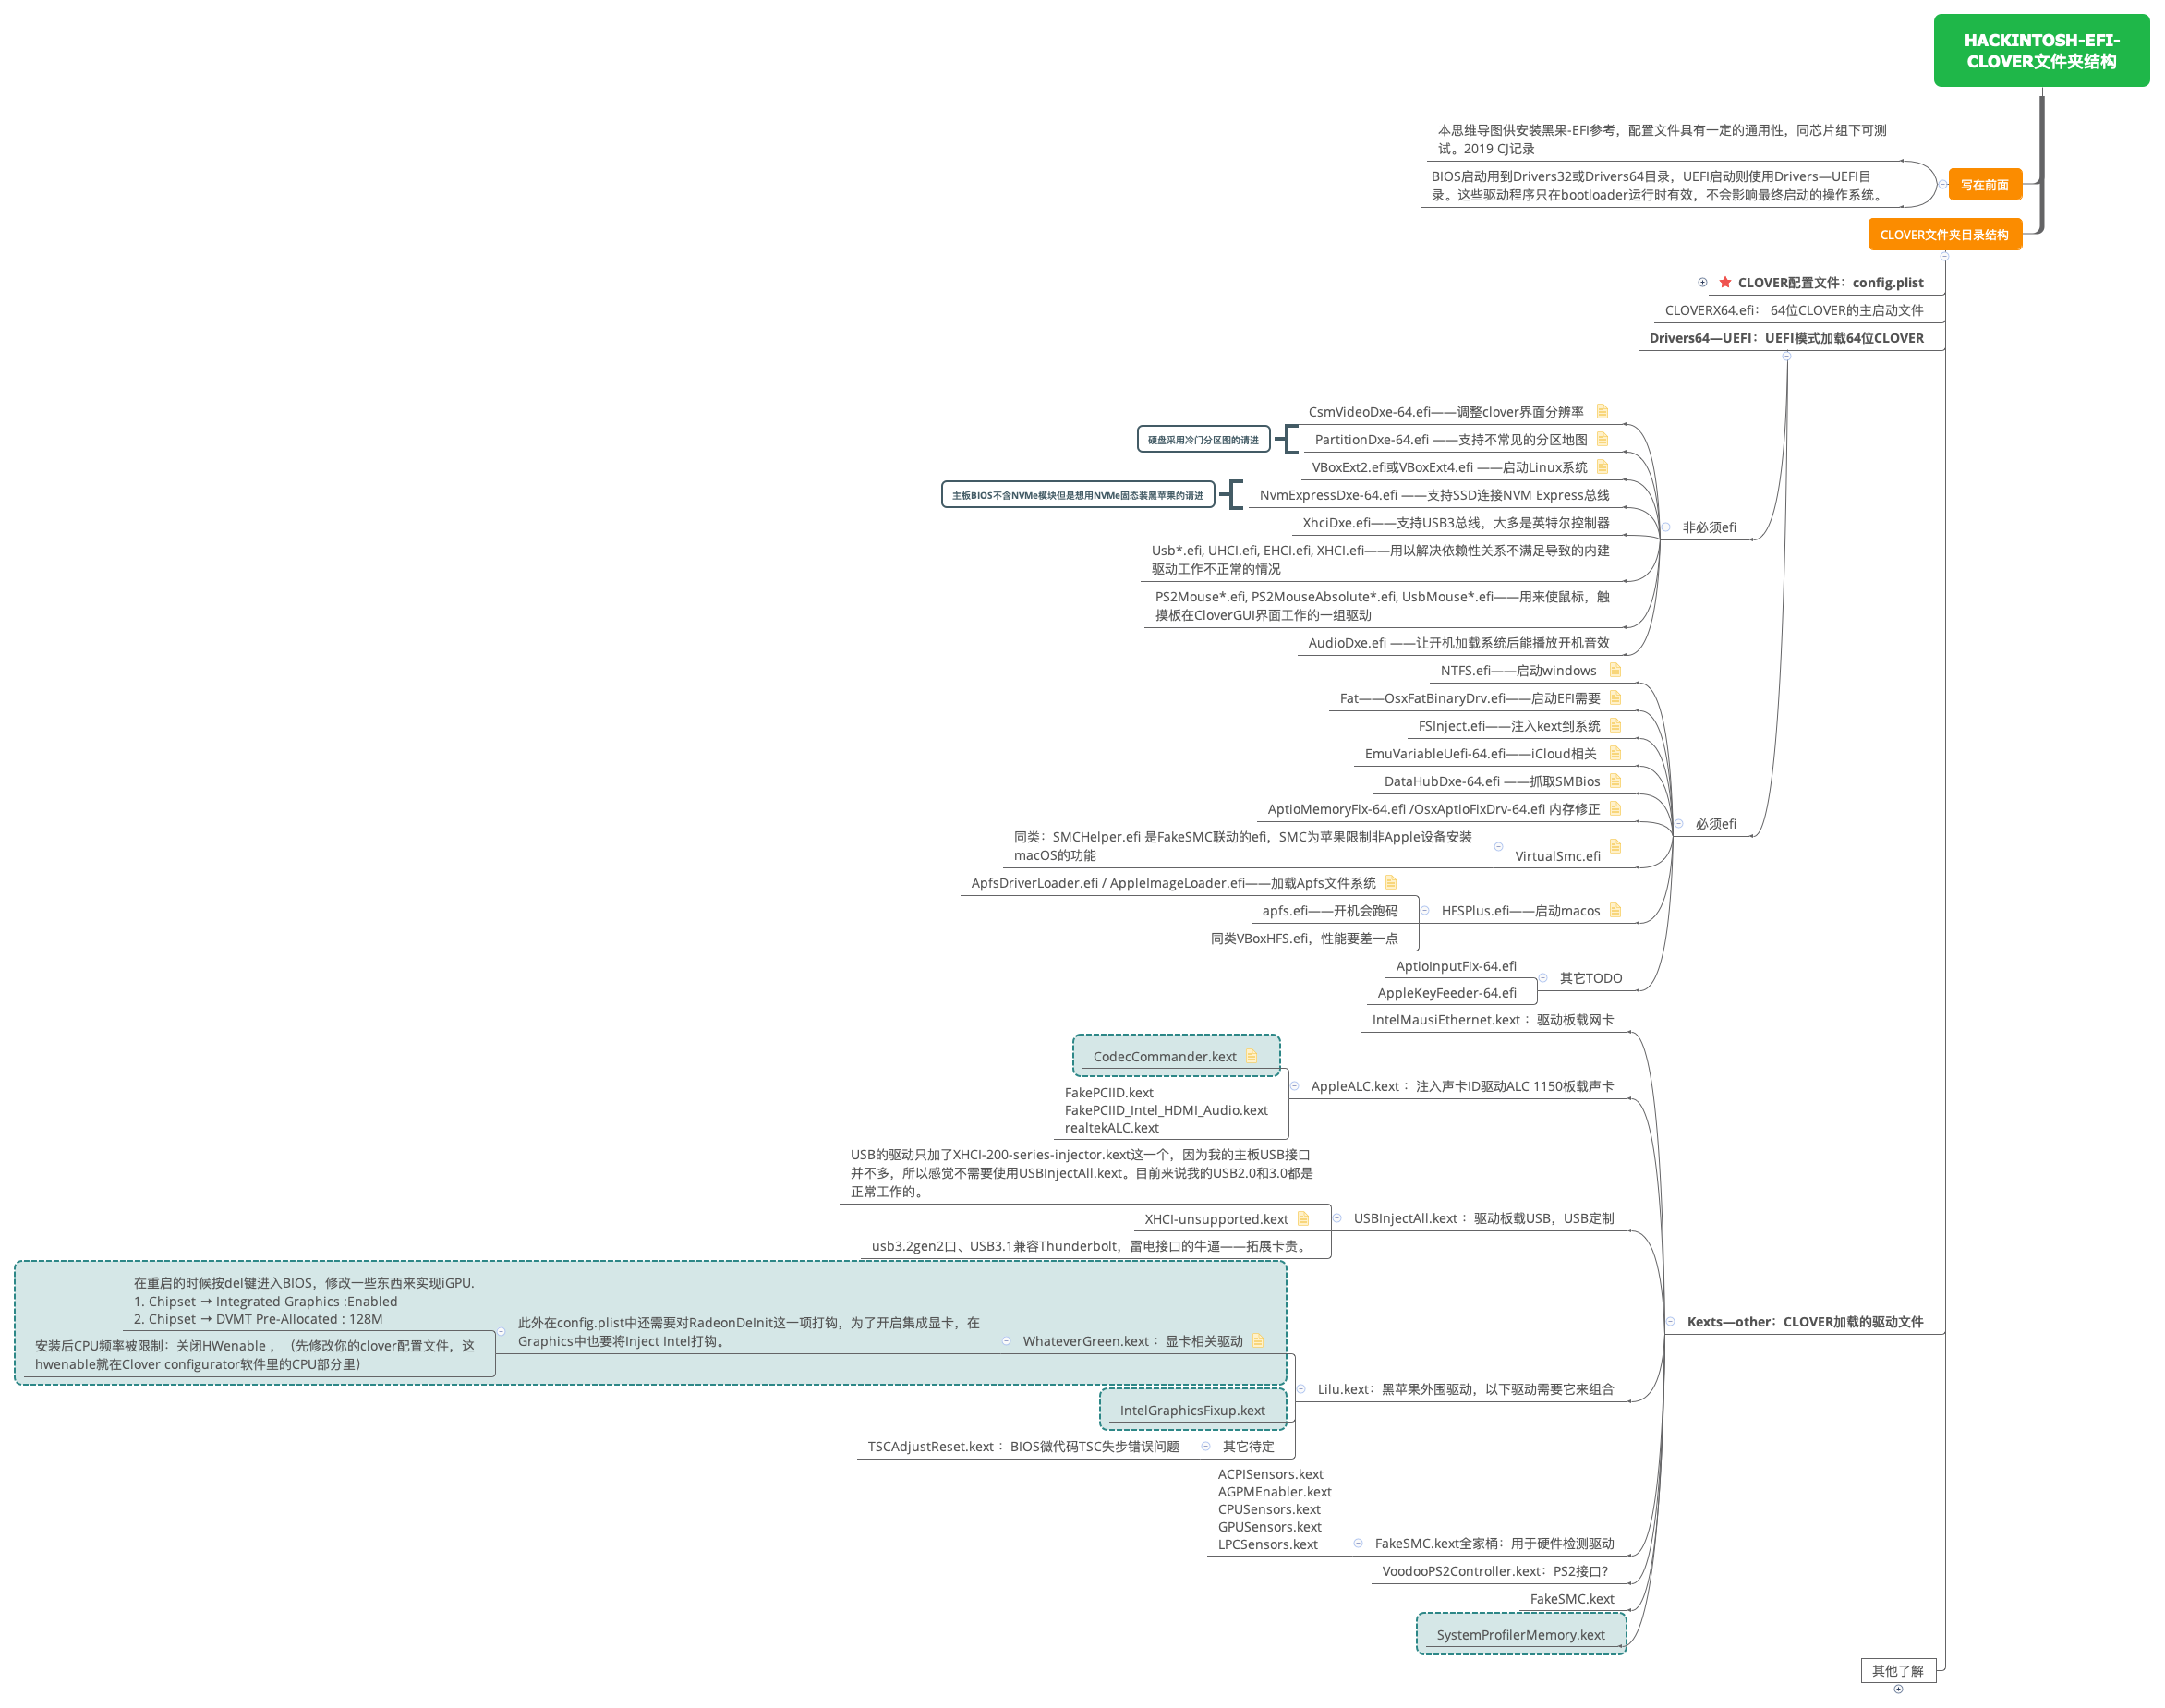 HACKINTOSH-EFI-
CLOVER文件夹结构
本思维导图供安装黑果-EFI参考，配置文件具有一定的通用性，同芯片组下可测
试。2019 CJ记录
BIOS启动用到Drivers32或Drivers64目录，UEFI启动则使用Drivers—UEFI目
录。这些驱动程序只在bootloader运行时有效，不会影响最终启动的操作系统。
写在前面
CLOVER文件夹目录结构
CLOVER配置文件：config.plist
CLOVERX64.efi： 64位CLOVER的主启动文件
Drivers64—UEFI：UEFI模式加载64位CLOVER
CsmVideoDxe-64.efi——调整clover界面分辨率
硬盘采用冷门分区图的请进
PartitionDxe-64.efi ——支持不常见的分区地图
VBoxExt2.efi或VBoxExt4.efi ——启动Linux系统
主板BIOS不含NVMe模块但是想用NVMe固态装黑苹果的请进
NvmExpressDxe-64.efi ——支持SSD连接NVM Express总线
XhciDxe.efi——支持USB3总线，大多是英特尔控制器
非必须efi
Usb*.efi, UHCI.efi, EHCI.efi, XHCI.efi——用以解决依赖性关系不满足导致的内建
驱动工作不正常的情况
PS2Mouse*.efi, PS2MouseAbsolute*.efi, UsbMouse*.efi——用来使鼠标，触
摸板在CloverGUI界面工作的一组驱动
AudioDxe.efi ——让开机加载系统后能播放开机音效
NTFS.efi——启动windows
Fat——OsxFatBinaryDrv.efi——启动EFI需要
FSInject.efi——注入kext到系统
EmuVariableUefi-64.efi——iCloud相关
DataHubDxe-64.efi ——抓取SMBios
AptioMemoryFix-64.efi /OsxAptioFixDrv-64.efi 内存修正
必须efi
同类：SMCHelper.efi 是FakeSMC联动的efi，SMC为苹果限制非Apple设备安装
macOS的功能
VirtualSmc.efi
ApfsDriverLoader.efi / AppleImageLoader.efi——加载Apfs文件系统
apfs.efi——开机会跑码
HFSPlus.efi——启动macos
同类VBoxHFS.efi，性能要差一点
AptioInputFix-64.efi
其它TODO
AppleKeyFeeder-64.efi
IntelMausiEthernet.kext ：驱动板载网卡
CodecCommander.kext
AppleALC.kext ：注入声卡ID驱动ALC 1150板载声卡
FakePCIID.kext
FakePCIID_Intel_HDMI_Audio.kext
realtekALC.kext
USB的驱动只加了XHCI-200-series-injector.kext这一个，因为我的主板USB接口
并不多，所以感觉不需要使用USBInjectAll.kext。目前来说我的USB2.0和3.0都是
正常工作的。
XHCI-unsupported.kext
USBInjectAll.kext ：驱动板载USB，USB定制
usb3.2gen2口、USB3.1兼容Thunderbolt，雷电接口的牛逼——拓展卡贵。
在重启的时候按del键进入BIOS，修改一些东西来实现iGPU.
1. Chipset → Integrated Graphics :Enabled
2. Chipset → DVMT Pre-Allocated : 128M
此外在config.plist中还需要对RadeonDeInit这一项打钩，为了开启集成显卡，在
Graphics中也要将Inject Intel打钩。
WhateverGreen.kext ：显卡相关驱动
Kexts—other：CLOVER加载的驱动文件
安装后CPU频率被限制：关闭HWenable ，（先修改你的clover配置文件，这
hwenable就在Clover configurator软件里的CPU部分里）
Lilu.kext：黑苹果外围驱动，以下驱动需要它来组合
IntelGraphicsFixup.kext
TSCAdjustReset.kext ：BIOS微代码TSC失步错误问题
其它待定
ACPISensors.kext
AGPMEnabler.kext
CPUSensors.kext
GPUSensors.kext
LPCSensors.kext
FakeSMC.kext全家桶：用于硬件检测驱动
VoodooPS2Controller.kext：PS2接口？
FakeSMC.kext
SystemProfilerMemory.kext
其他了解